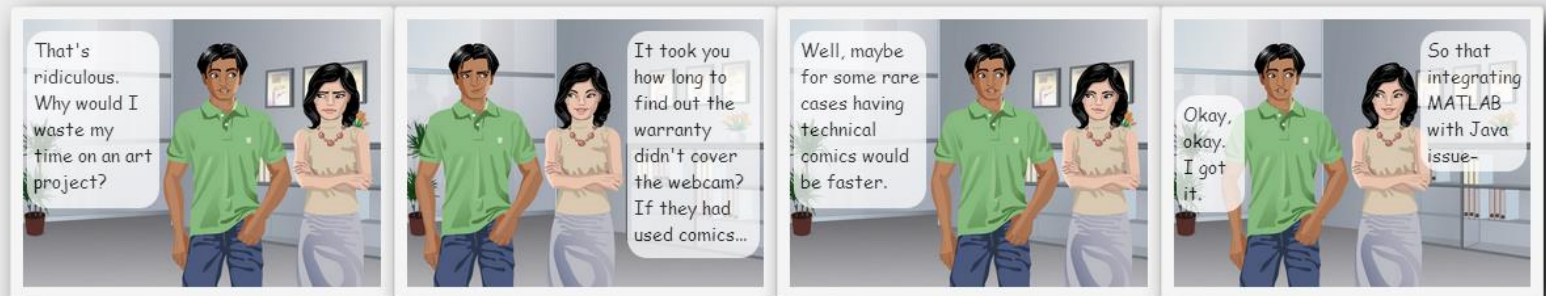 That's
ridiculous.
Why would I
waste my
time on an art
project?
It took you
how long to
find out the
warranty
didn't cover
the webcam?
If they had
used comics...
Well, maybe
for some rare
cases having
technical
comics would
be faster.
Okay,
okay.
I got
it.
So that
integrating
MATLAB
with Java
issue-